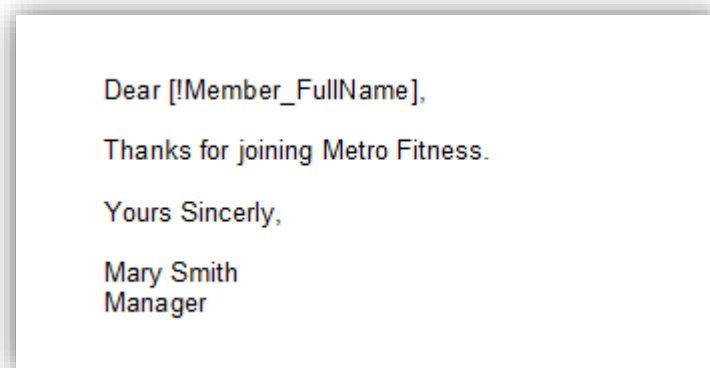 Dear [!Member_FullName],
Thanks for joining Metro Fitness.
Yours Sincerly,
Mary Smith
Manager